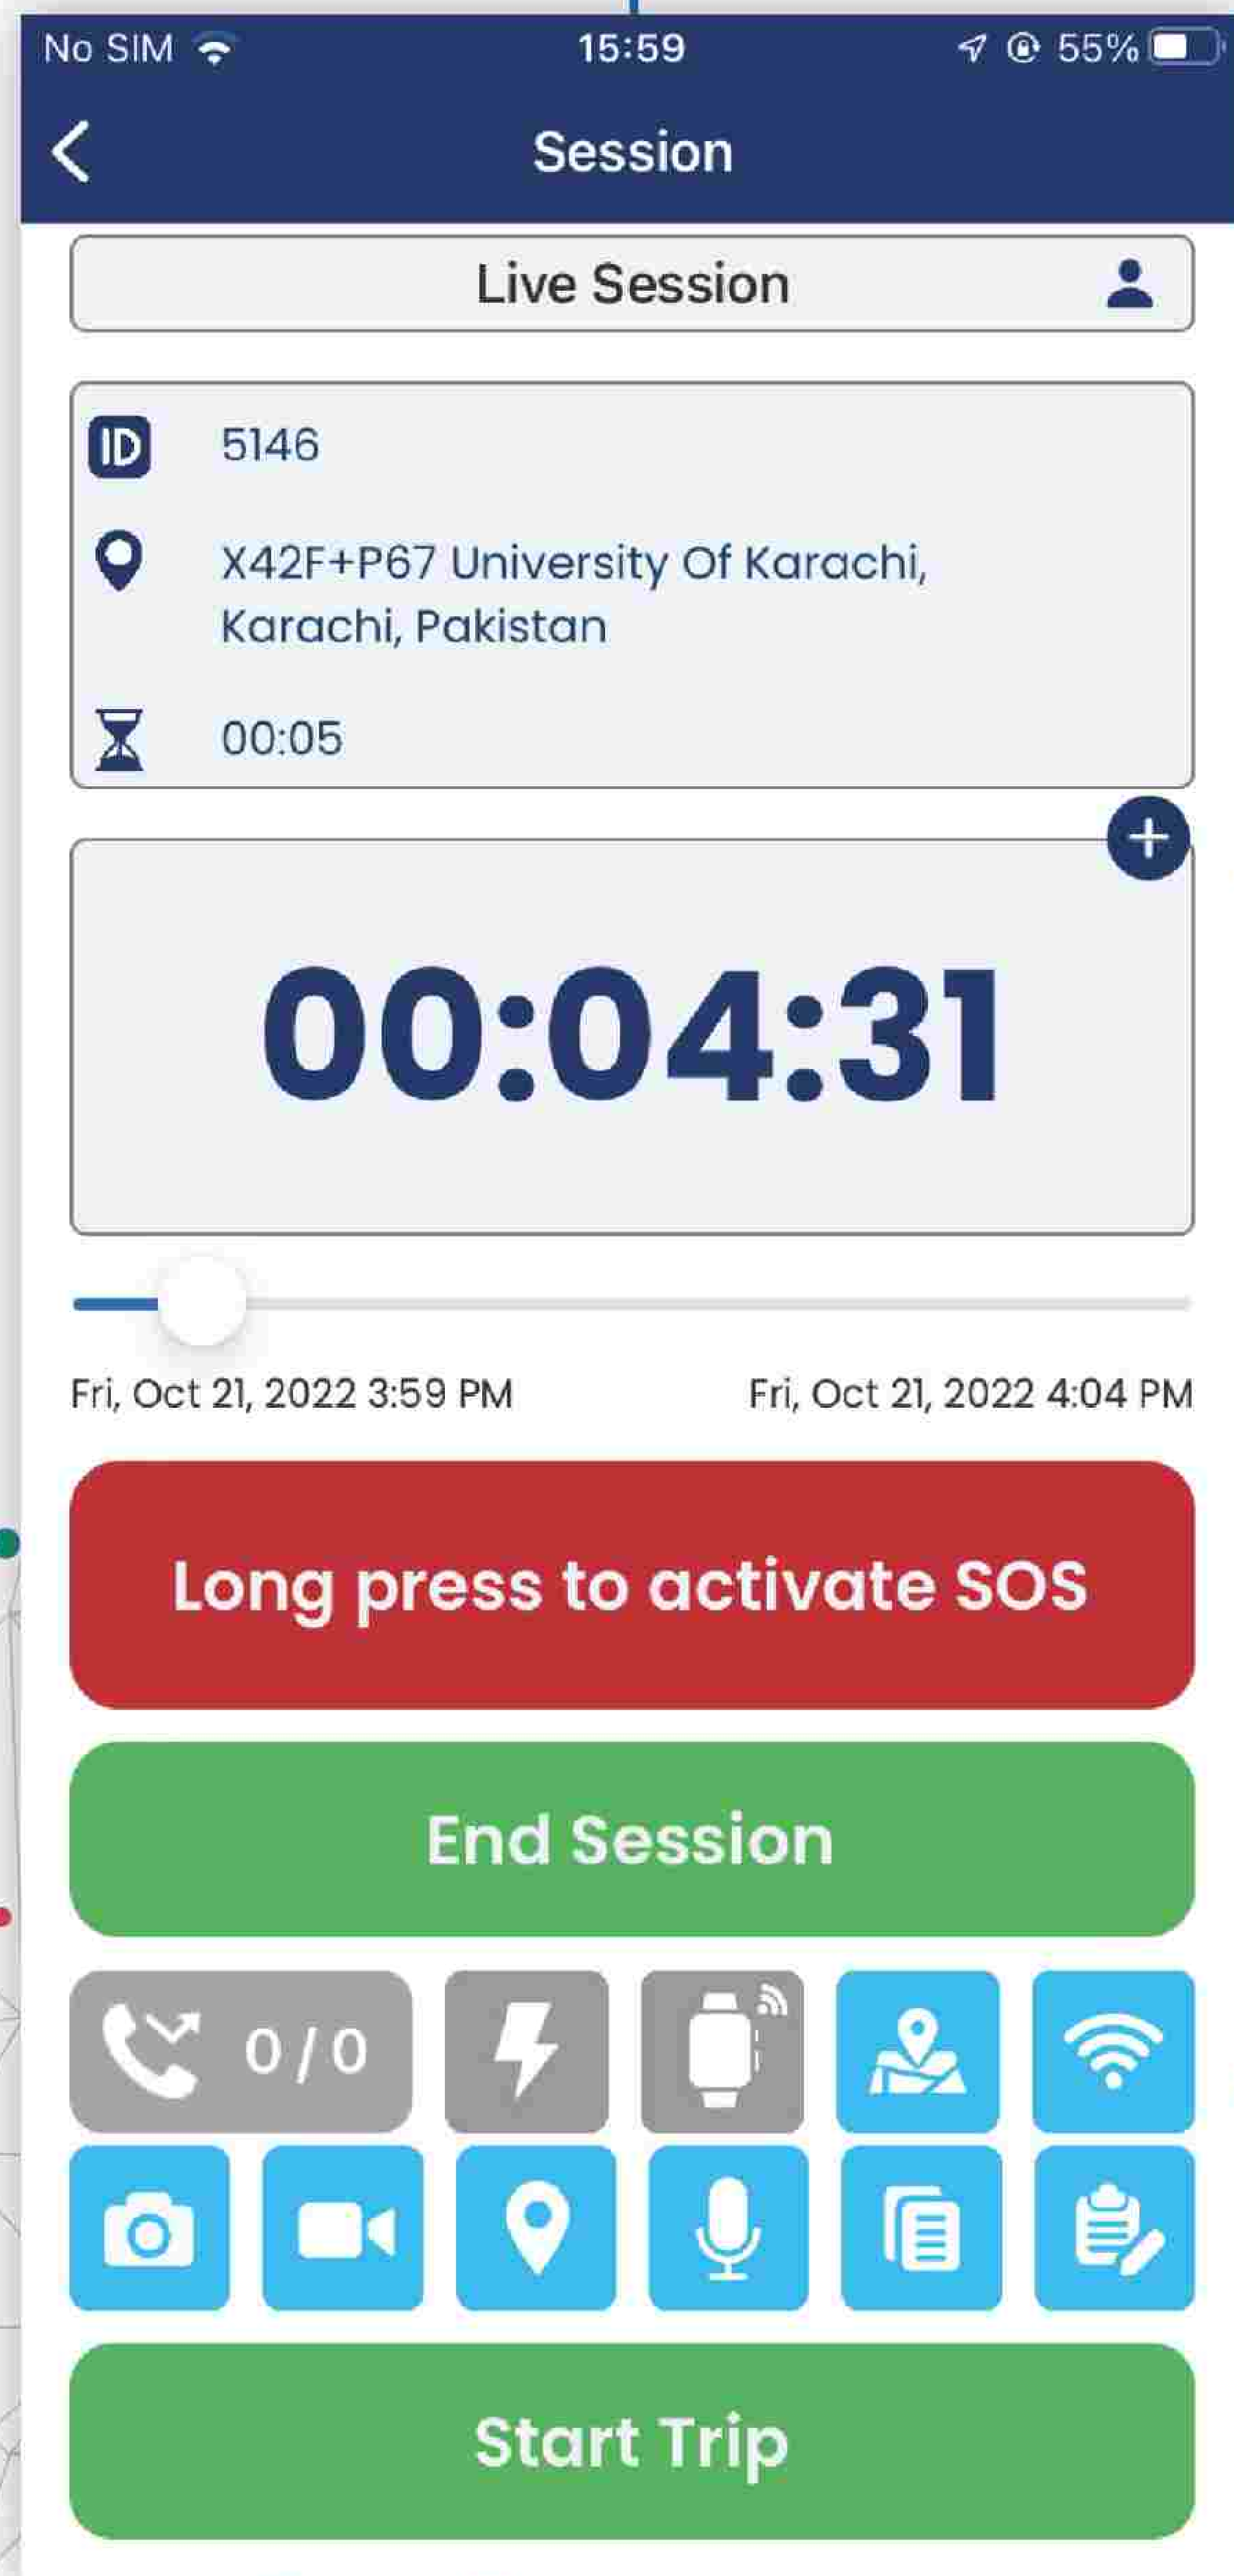 No SIM 15:59 55%
Session
Live Session
ID 5146
X42F+P67 University Of Karachi,
Karachi, Pakistan
00:05
00:04:31
Fri, Oct 21, 2022 3:59 PM Fri, Oct 21, 2022 4:04 PM
Long press to activate SOS
End Session
0/0
Start Trip